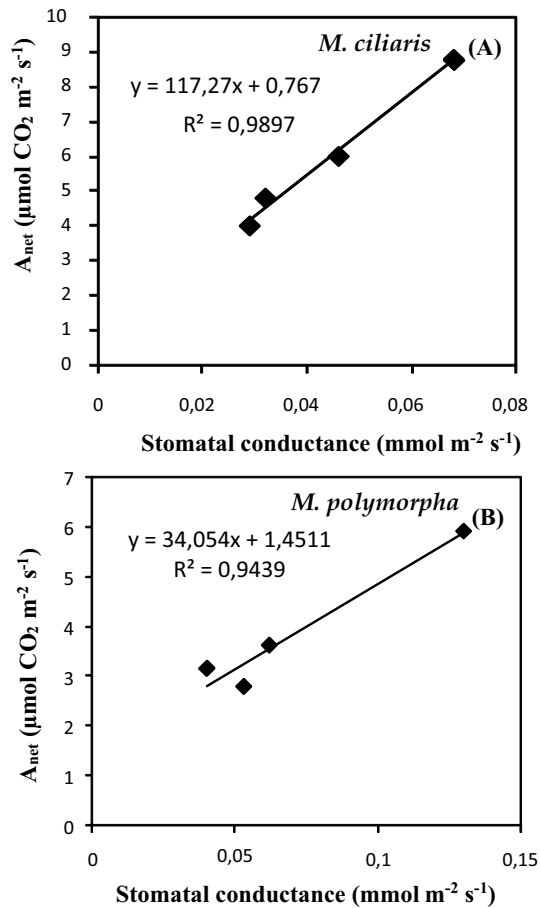 10
9
8
7
6
5
4
3
2
1
0
A_net (µmol CO₂ m⁻² s⁻¹)
M. ciliaris (A)
y = 117,27x + 0,767
R² = 0,9897
0 0,02 0,04 0,06 0,08
Stomatal conductance (mmol m⁻² s⁻¹)
7
6
5
4
3
2
1
0
A_net (µmol CO₂ m⁻² s⁻¹)
M. polymorpha (B)
y = 34,054x + 1,4511
R² = 0,9439
0 0,05 0,1 0,15
Stomatal conductance (mmol m⁻² s⁻¹)